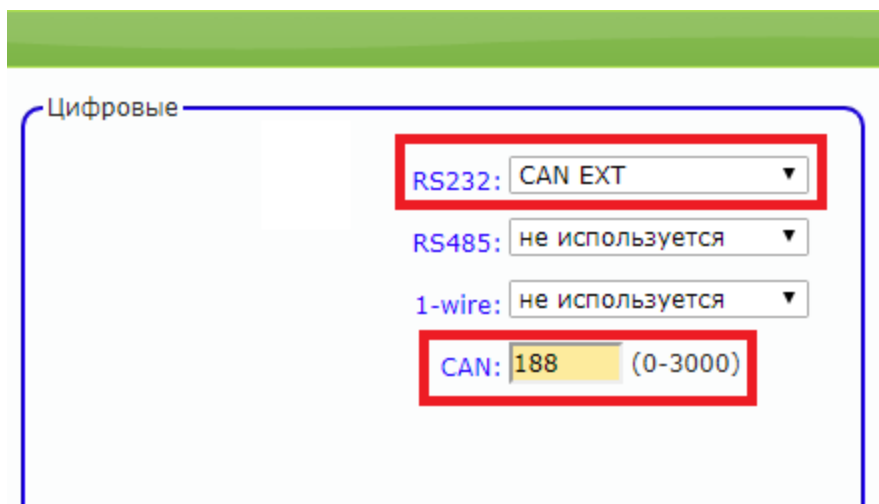 Цифровые
RS232: CAN EXT
RS485: не используется
1-wire: не используется
CAN: 188 (0-3000)